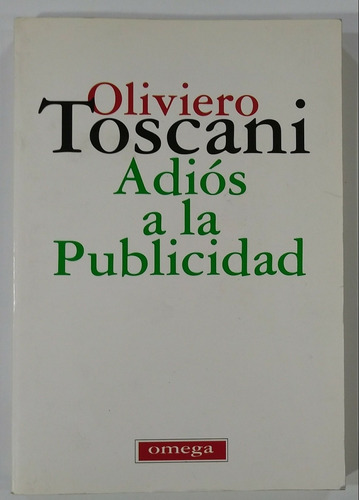 Oliviero
Toscani
Adiós
a la
Publicidad
omega